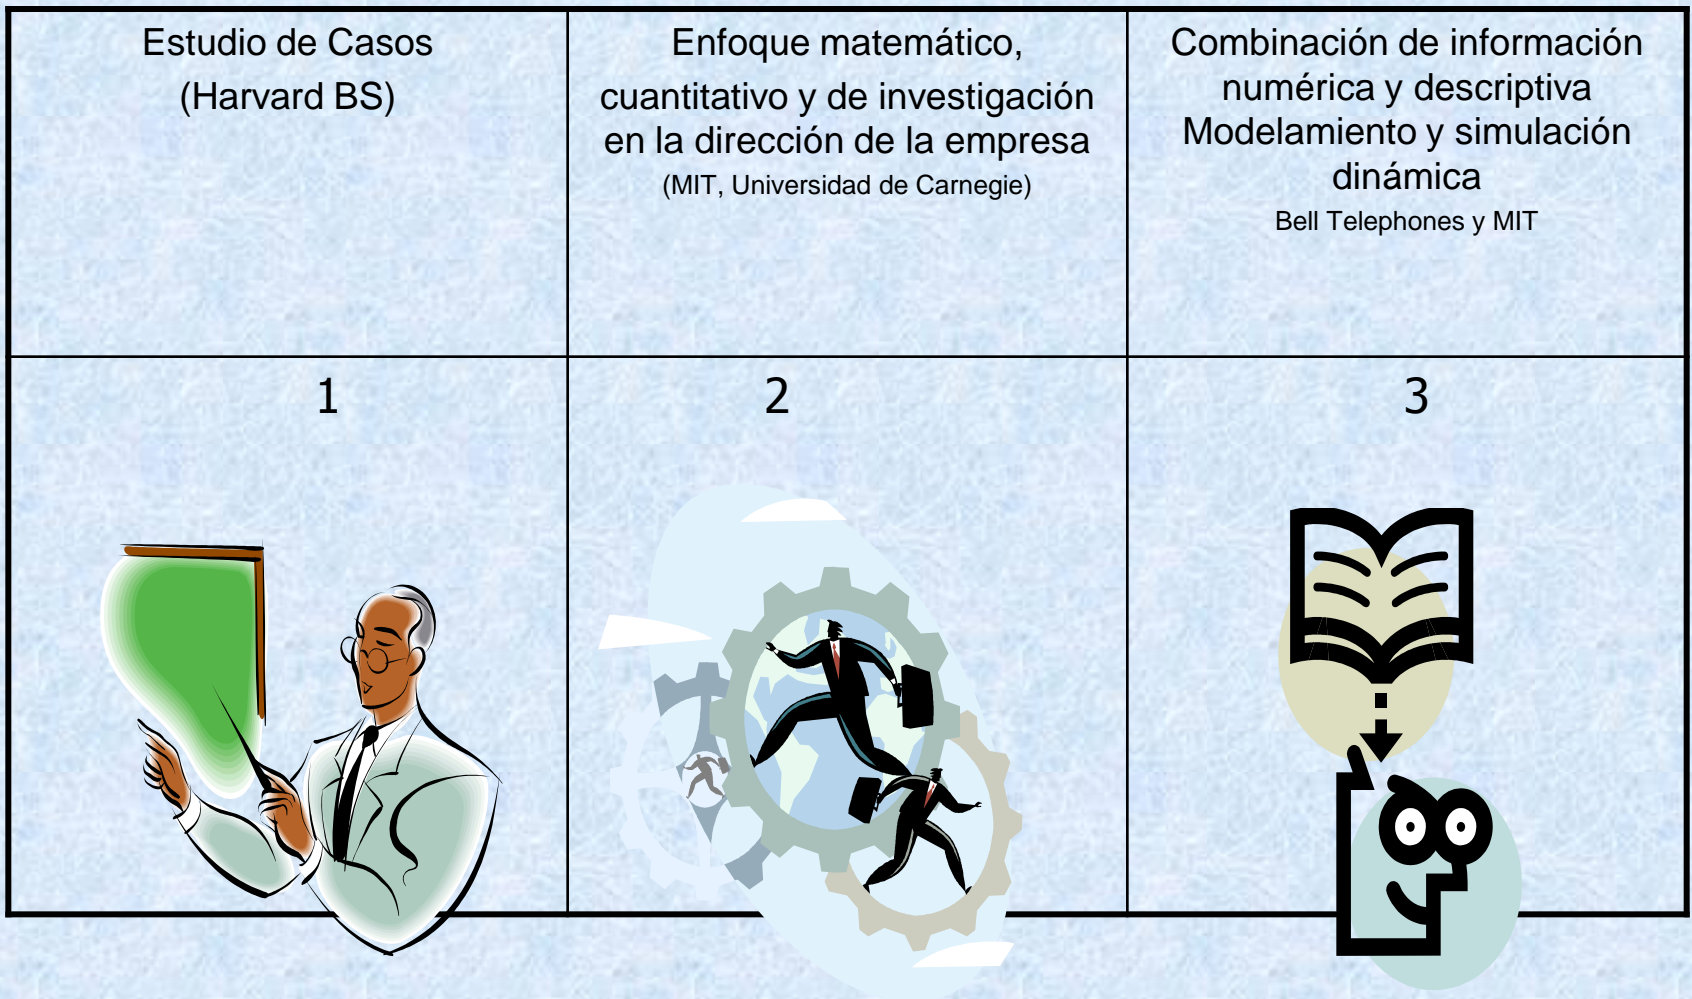 Estudio de Casos
(Harvard BS)
Enfoque matemático,
cuantitativo y de investigación
en la dirección de la empresa
(MIT, Universidad de Carnegie)
Combinación de información
numérica y descriptiva
Modelamiento y simulación
dinámica
Bell Telephones y MIT
1
2
3